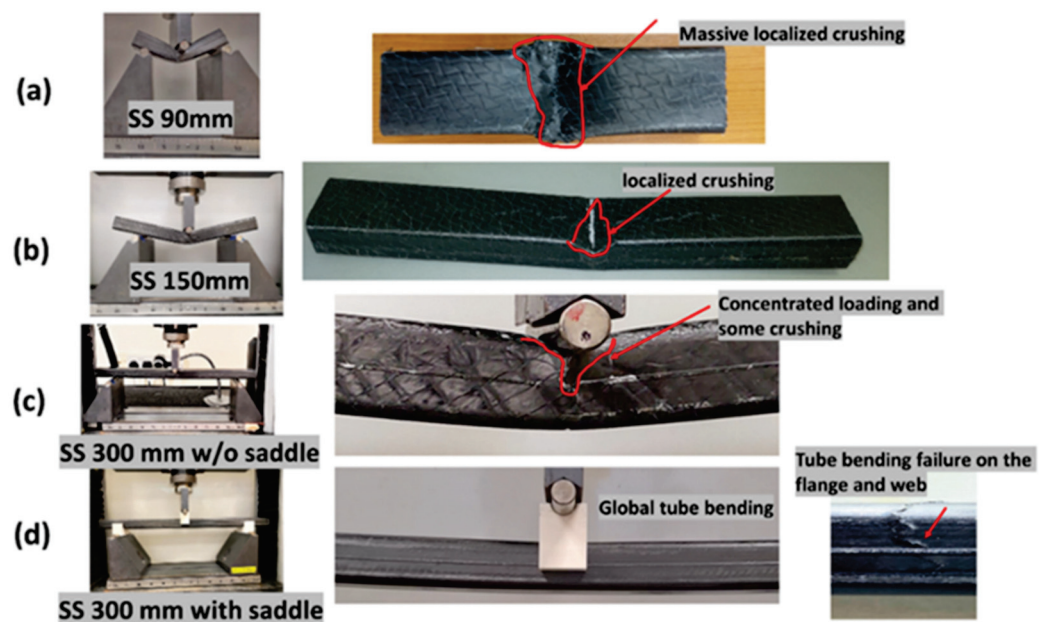 (a)
SS 90mm
Massive localized crushing
(b)
SS 150mm
localized crushing
(c)
SS 300 mm w/o saddle
Concentrated loading and
some crushing
(d)
SS 300 mm with saddle
Global tube bending
Tube bending failure on the
flange and web